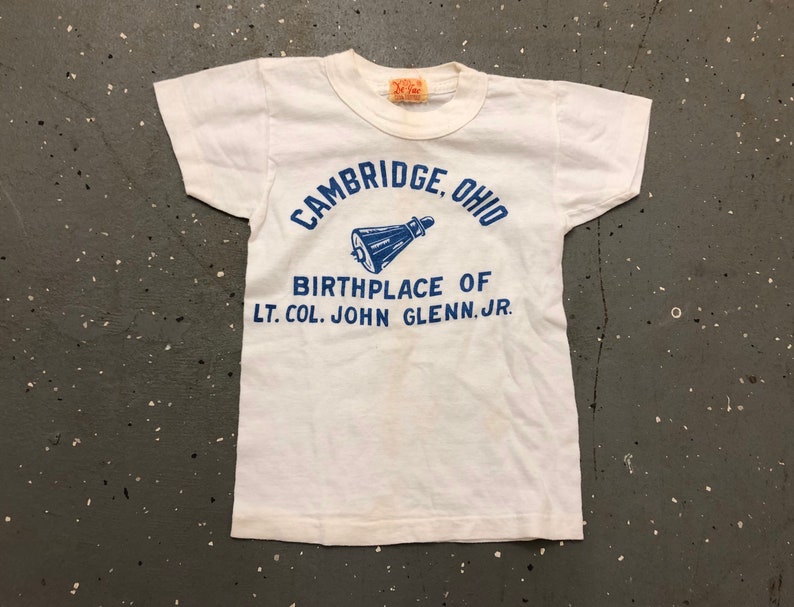 CAMBRIDGE, OHIO
BIRTHPLACE OF
LT. COL. JOHN GLENN, JR.